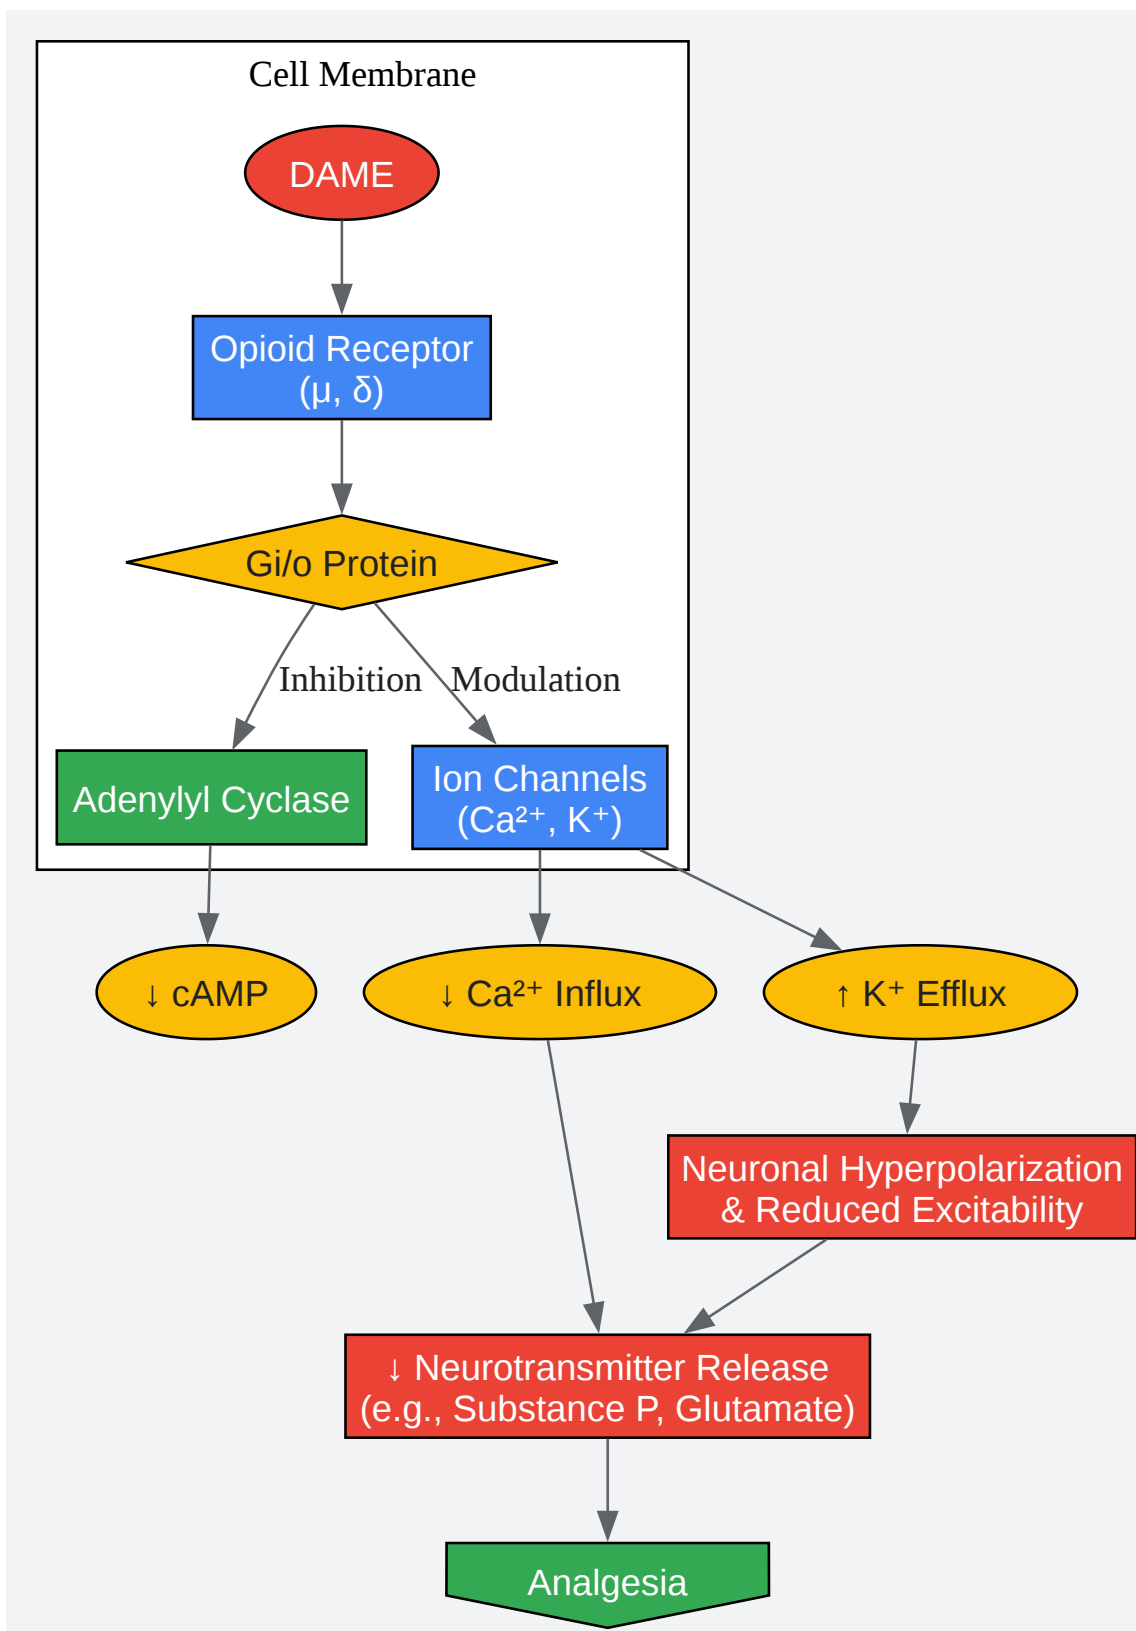 Cell Membrane
DAME
Opioid Receptor
(μ, δ)
Gi/o Protein
Inhibition
Modulation
Adenylyl Cyclase
Ion Channels
(Ca²⁺, K⁺)
↓ cAMP
↓ Ca²⁺ Influx
↑ K⁺ Efflux
Neuronal Hyperpolarization
& Reduced Excitability
↓ Neurotransmitter Release
(e.g., Substance P, Glutamate)
Analgesia